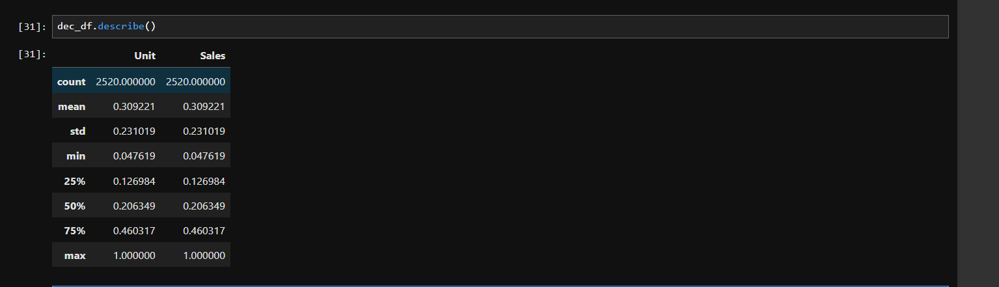 [31]: dec_df.describe()
[31]:
Unit Sales
count 2520.000000 2520.000000
mean 0.309221 0.309221
std 0.231019 0.231019
min 0.047619 0.047619
25% 0.126984 0.126984
50% 0.206349 0.206349
75% 0.460317 0.460317
max 1.000000 1.000000